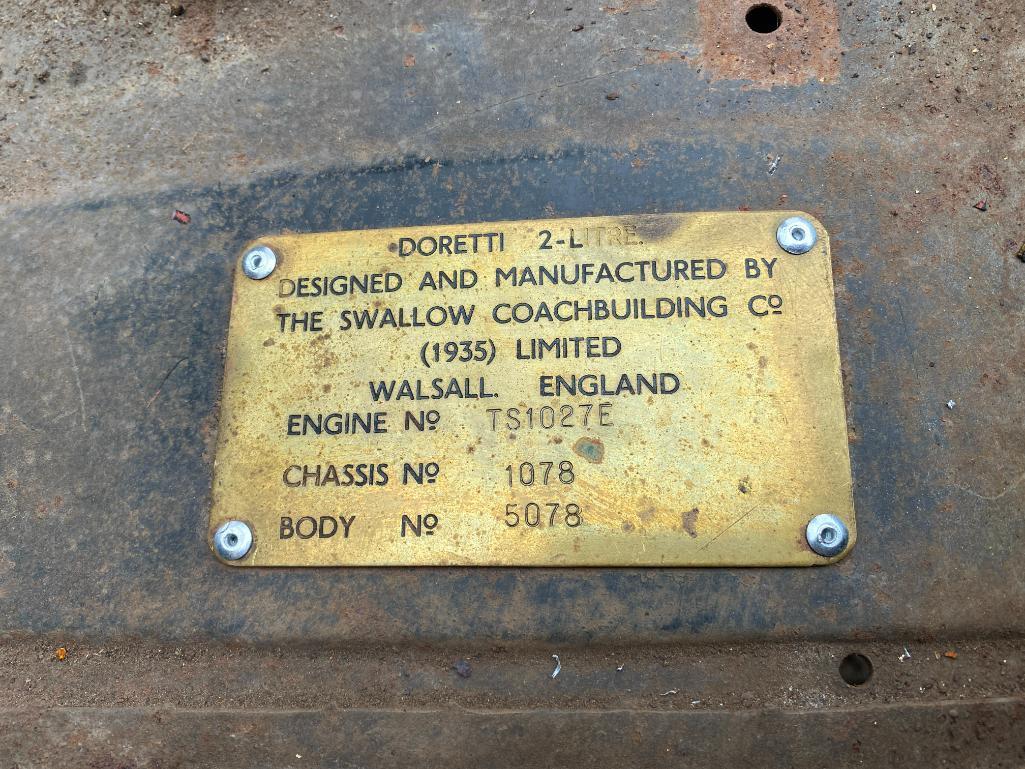 DORETTI 2-LITRE.
DESIGNED AND MANUFACTURED BY
THE SWALLOW COACHBUILDING Cº
(1935) LIMITED
WALSALL. ENGLAND
ENGINE Nº TS1027E
CHASSIS Nº 1078
BODY Nº 5078